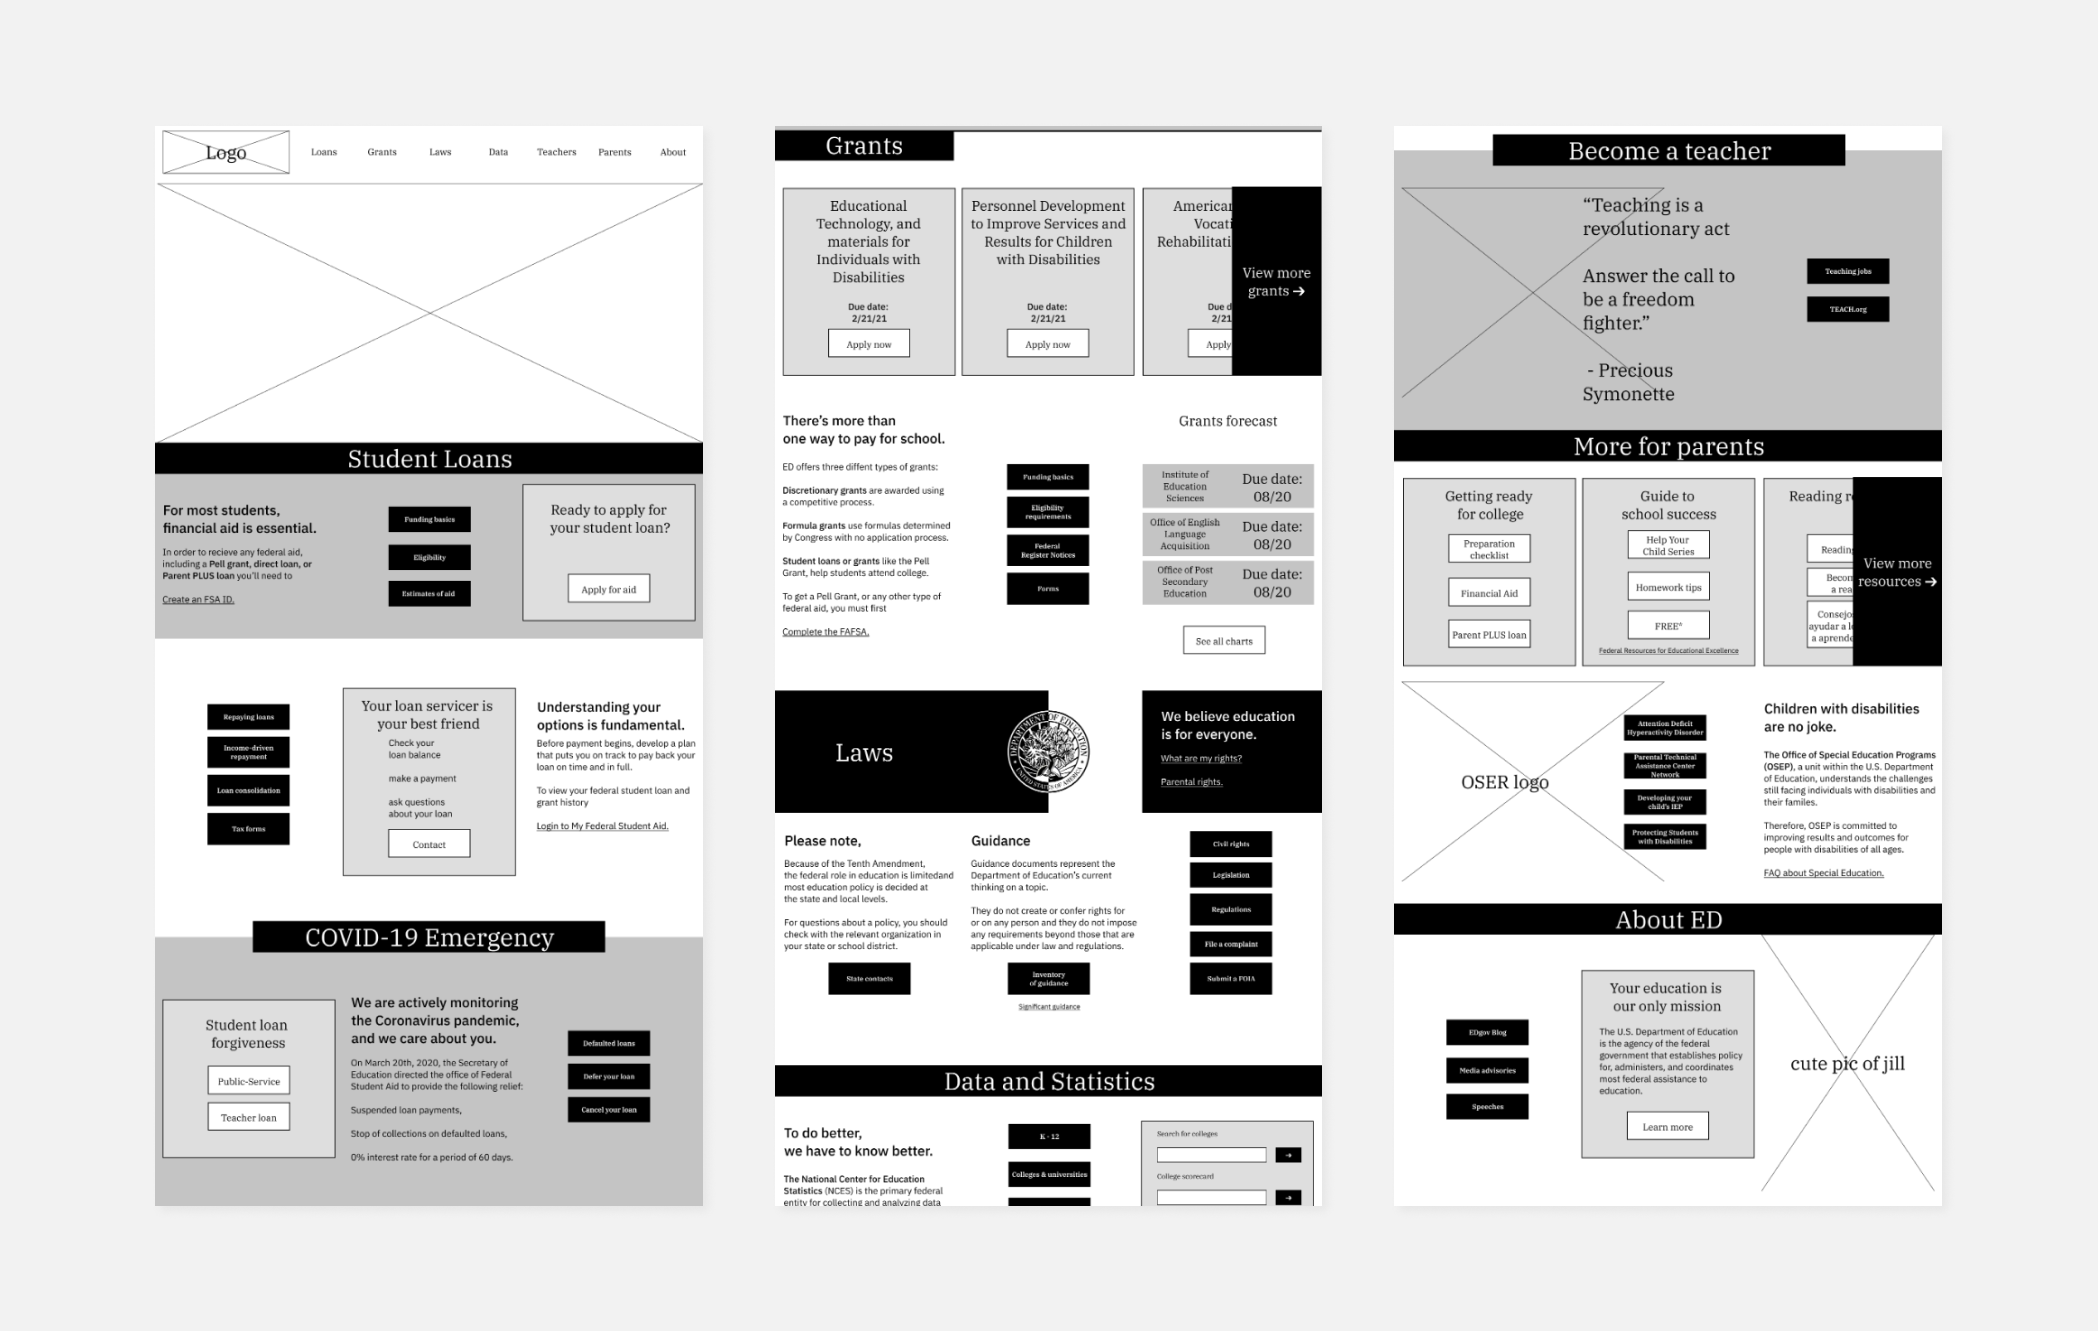 Logo
Loans
Grants
Laws
Data
Teachers
Parents
About
Student Loans
For most students,
financial aid is essential.
In order to recieve any federal aid,
including a Pell grant, direct loan, or
Parent PLUS loan you'll need to
Create an FSA ID.
Funding basics
Eligibility
Estimates of aid
Ready to apply for
your student loan?
Apply for aid
Repaying loans
Income-driven
repayment
Loan consolidation
Tax forms
Your loan servicer is
your best friend
Check your
loan balance
make a payment
ask questions
about your loan
Contact
Understanding your
options is fundamental.
Before payment begins, develop a plan
that puts you on track to pay back your
loan on time and in full.
To view your federal student loan and
grant history
Login to My Federal Student Aid.
COVID-19 Emergency
Student loan
forgiveness
Public-Service
Teacher loan
We are actively monitoring
the Coronavirus pandemic,
and we care about you.
On March 20th, 2020, the Secretary of
Education directed the office of Federal
Student Aid to provide the following relief:
Suspended loan payments,
Stop of collections on defaulted loans,
0% interest rate for a period of 60 days.
Defaulted loans
Defer your loan
Cancel your loan
Grants
Educational
Technology, and
materials for
Individuals with
Disabilities
Due date:
2/21/21
Apply now
Personnel Development
to Improve Services and
Results for Children
with Disabilities
Due date:
2/21/21
Apply now
American
Vocati
Rehabilitati
Due d
2/21
Apply
View more
grants →
There's more than
one way to pay for school.
ED offers three diffent types of grants:
Discretionary grants are awarded using
a competitive process.
Formula grants use formulas determined
by Congress with no application process.
Student loans or grants like the Pell
Grant, help students attend college.
To get a Pell Grant, or any other type of
federal aid, you must first
Complete the FAFSA.
Funding basics
Eligibility
requirements
Federal
Register Notices
Forms
Grants forecast
Institute of
Education
Sciences
Due date:
08/20
Office of English
Language
Acquisition
Due date:
08/20
Office of Post
Secondary
Education
Due date:
08/20
See all charts
Laws
DEPARTMENT OF EDUCATION
UNITED STATES OF AMERICA
We believe education
is for everyone.
What are my rights?
Parental rights.
Please note,
Because of the Tenth Amendment,
the federal role in education is limitedand
most education policy is decided at
the state and local levels.
For questions about a policy, you should
check with the relevant organization in
your state or school district.
State contacts
Guidance
Guidance documents represent the
Department of Education's current
thinking on a topic.
They do not create or confer rights for
or on any person and they do not impose
any requirements beyond those that are
applicable under law and regulations.
Inventory
of guidance
Significant guidance
Civil rights
Legislation
Regulations
File a complaint
Submit a FOIA
Data and Statistics
To do better,
we have to know better.
The National Center for Education
Statistics (NCES) is the primary federal
entity for collecting and analyzing data
K - 12
Colleges & universities
Search for colleges
→
College scorecard
→
Become a teacher
“Teaching is a
revolutionary act
Answer the call to
be a freedom
fighter.”
- Precious
Symonette
Teaching jobs
TEACH.org
More for parents
Getting ready
for college
Preparation
checklist
Financial Aid
Parent PLUS loan
Guide to
school success
Help Your
Child Series
Homework tips
FREE^
Federal Resources for Educational Excellence
Reading r
Reading
Becom
a rea
Consejo
ayudar a l
a aprende
View more
resources →
OSER logo
Attention Deficit
Hyperactivity Disorder
Parental Technical
Assistance Center
Network
Developing your
child's IEP
Protecting Students
with Disabilities
Children with disabilities
are no joke.
The Office of Special Education Programs
(OSEP), a unit within the U.S. Department
of Education, understands the challenges
still facing individuals with disabilities and
their familes.
Therefore, OSEP is committed to
improving results and outcomes for
people with disabilities of all ages.
FAQ about Special Education.
About ED
EDgov Blog
Media advisories
Speeches
Your education is
our only mission
The U.S. Department of Education
is the agency of the federal
government that establishes policy
for, administers, and coordinates
most federal assistance to
education.
Learn more
cute pic of jill